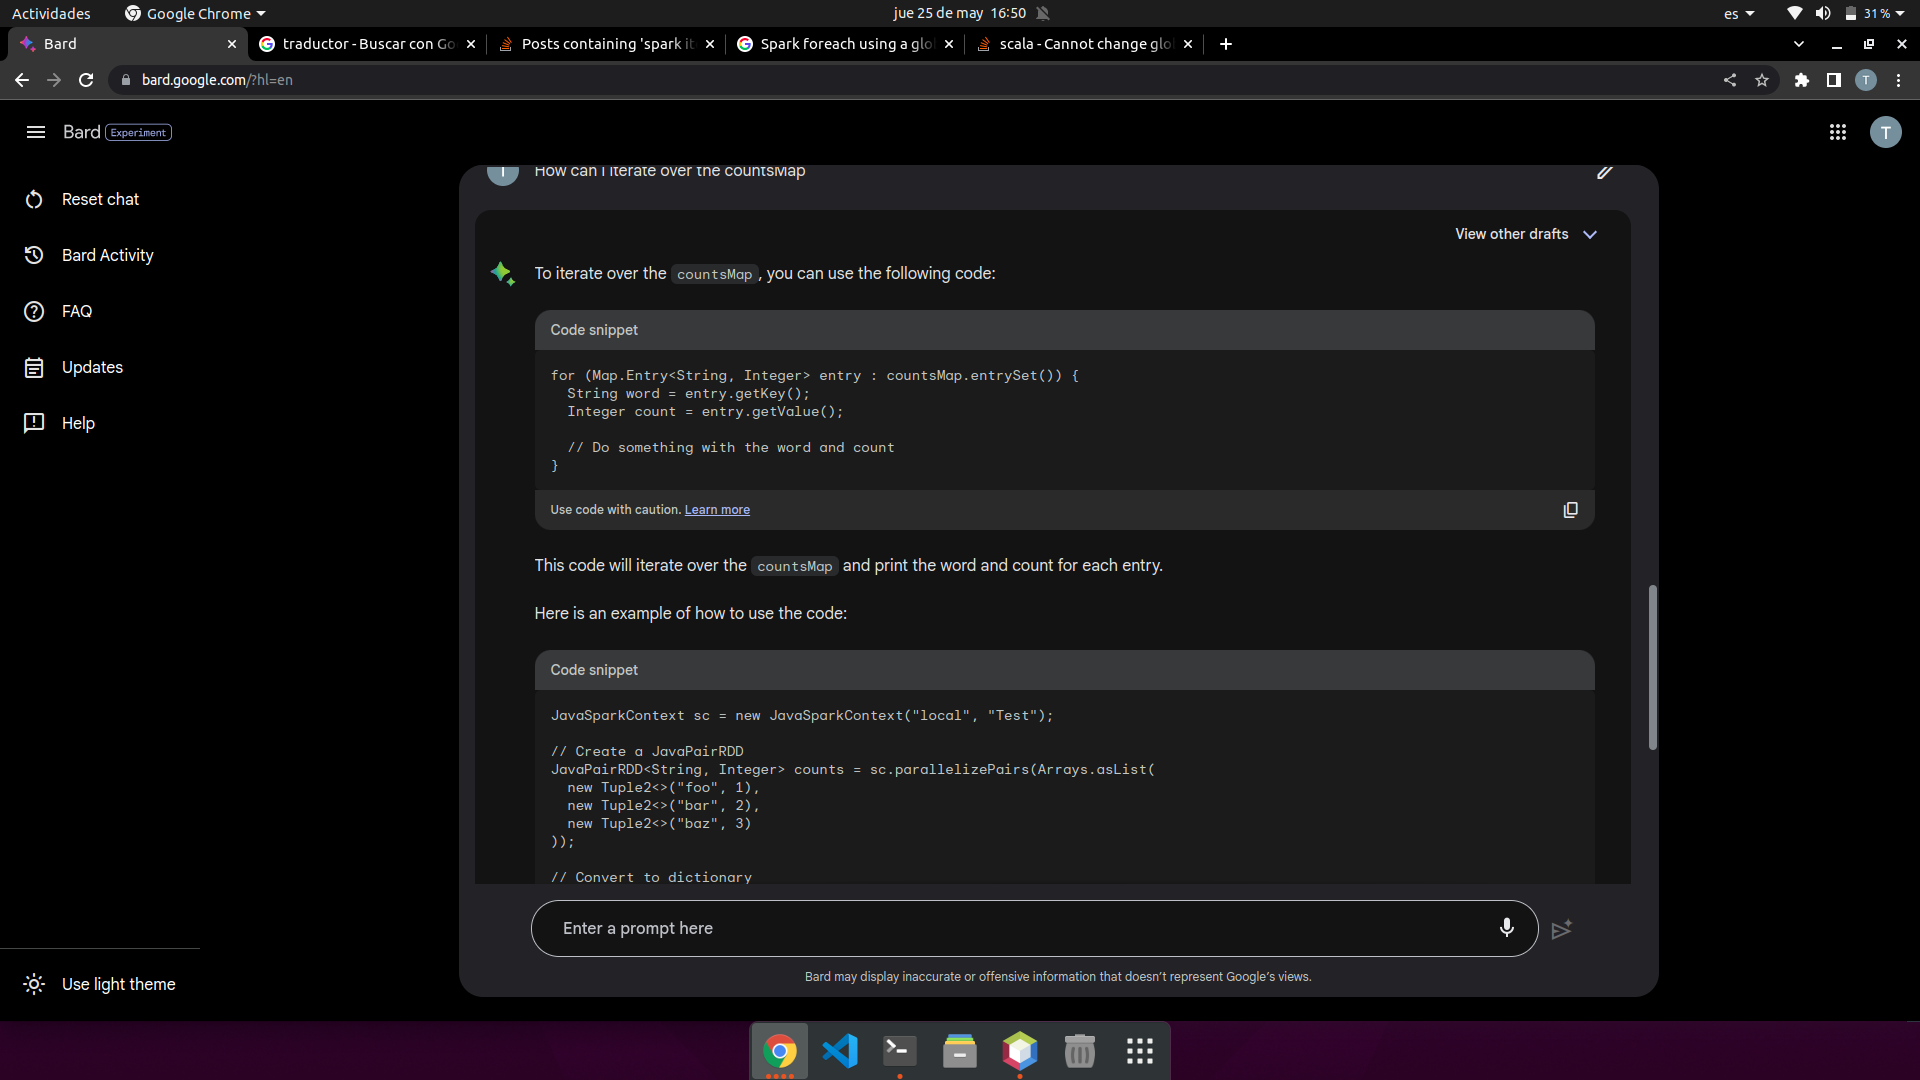 Actividades
Google Chrome
jue 25 de may 16:50
es
31 %
Bard
traductor - Buscar con Go
Posts containing 'spark it
Spark foreach using a glo
scala - Cannot change glo
bard.google.com/?hl=en
T
Bard Experiment
T
Reset chat
Bard Activity
FAQ
Updates
Help
Use light theme
T
How can I iterate over the countsMap
View other drafts
To iterate over the countsMap, you can use the following code:
Code snippet
for (Map.Entry<String, Integer> entry : countsMap.entrySet()) {
  String word = entry.getKey();
  Integer count = entry.getValue();
  // Do something with the word and count
}
Use code with caution. Learn more
This code will iterate over the countsMap and print the word and count for each entry.
Here is an example of how to use the code:
Code snippet
JavaSparkContext sc = new JavaSparkContext("local", "Test");
// Create a JavaPairRDD
JavaPairRDD<String, Integer> counts = sc.parallelizePairs(Arrays.asList(
  new Tuple2<>("foo", 1),
  new Tuple2<>("bar", 2),
  new Tuple2<>("baz", 3)
));
// Convert to dictionary
Enter a prompt here
Bard may display inaccurate or offensive information that doesn't represent Google's views.